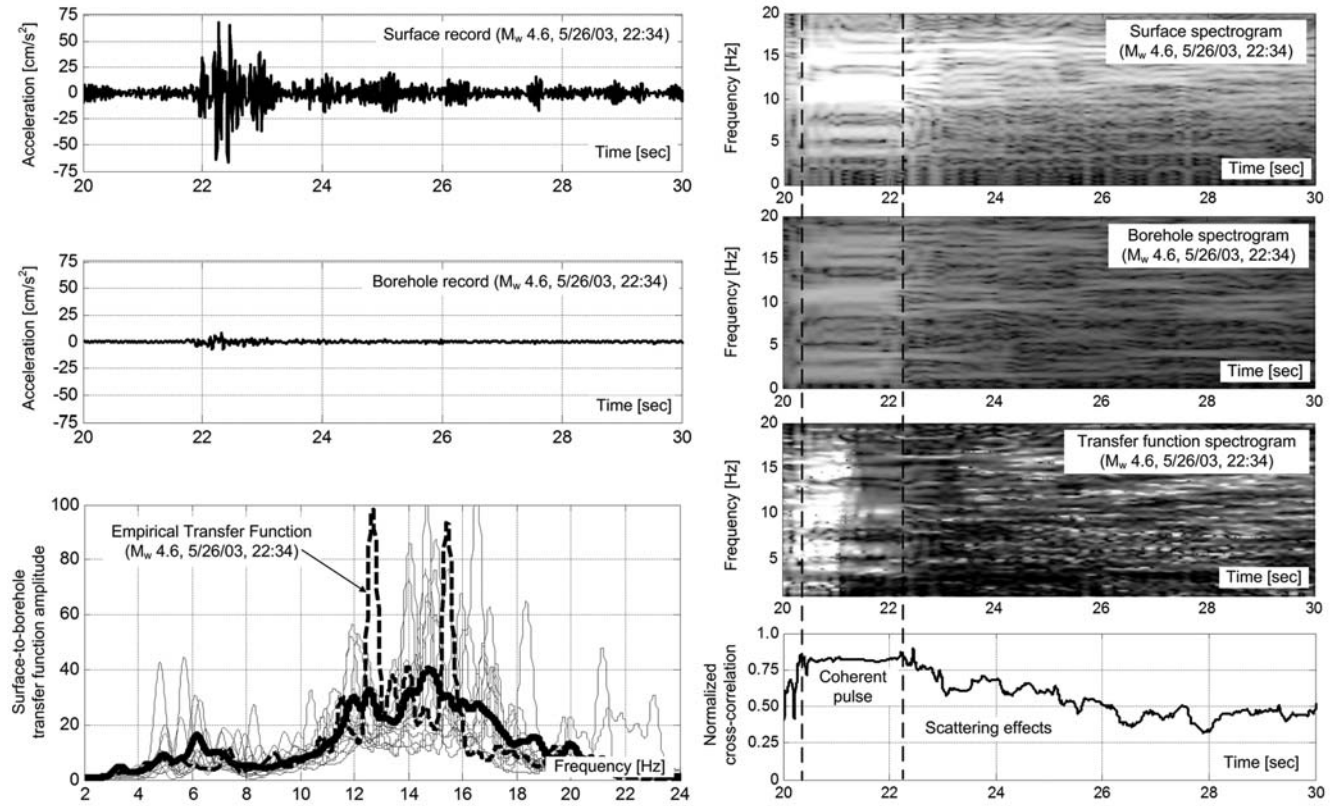 Acceleration [cm/s²]
75
50
25
0
-25
-50
-75
Surface record (Mw 4.6, 5/26/03, 22:34)
Time [sec]
20 22 24 26 28 30
Acceleration [cm/s²]
75
50
25
0
-25
-50
-75
Borehole record (Mw 4.6, 5/26/03, 22:34)
Time [sec]
20 22 24 26 28 30
Surface-to-borehole
transfer function amplitude
100
80
60
40
20
0
Empirical Transfer Function
(Mw 4.6, 5/26/03, 22:34)
Frequency [Hz]
2 4 6 8 10 12 14 16 18 20 22 24
Frequency [Hz]
20
15
10
5
0
Surface spectrogram
(Mw 4.6, 5/26/03, 22:34)
Time [sec]
20 22 24 26 28 30
Frequency [Hz]
20
15
10
5
0
Borehole spectrogram
(Mw 4.6, 5/26/03, 22:34)
Time [sec]
20 22 24 26 28 30
Frequency [Hz]
20
15
10
5
Transfer function spectrogram
(Mw 4.6, 5/26/03, 22:34)
Time [sec]
20 22 24 26 28 30
Normalized
cross-correlation
1.0
0.75
0.50
0.25
0
Coherent
pulse
Scattering effects
Time [sec]
20 22 24 26 28 30